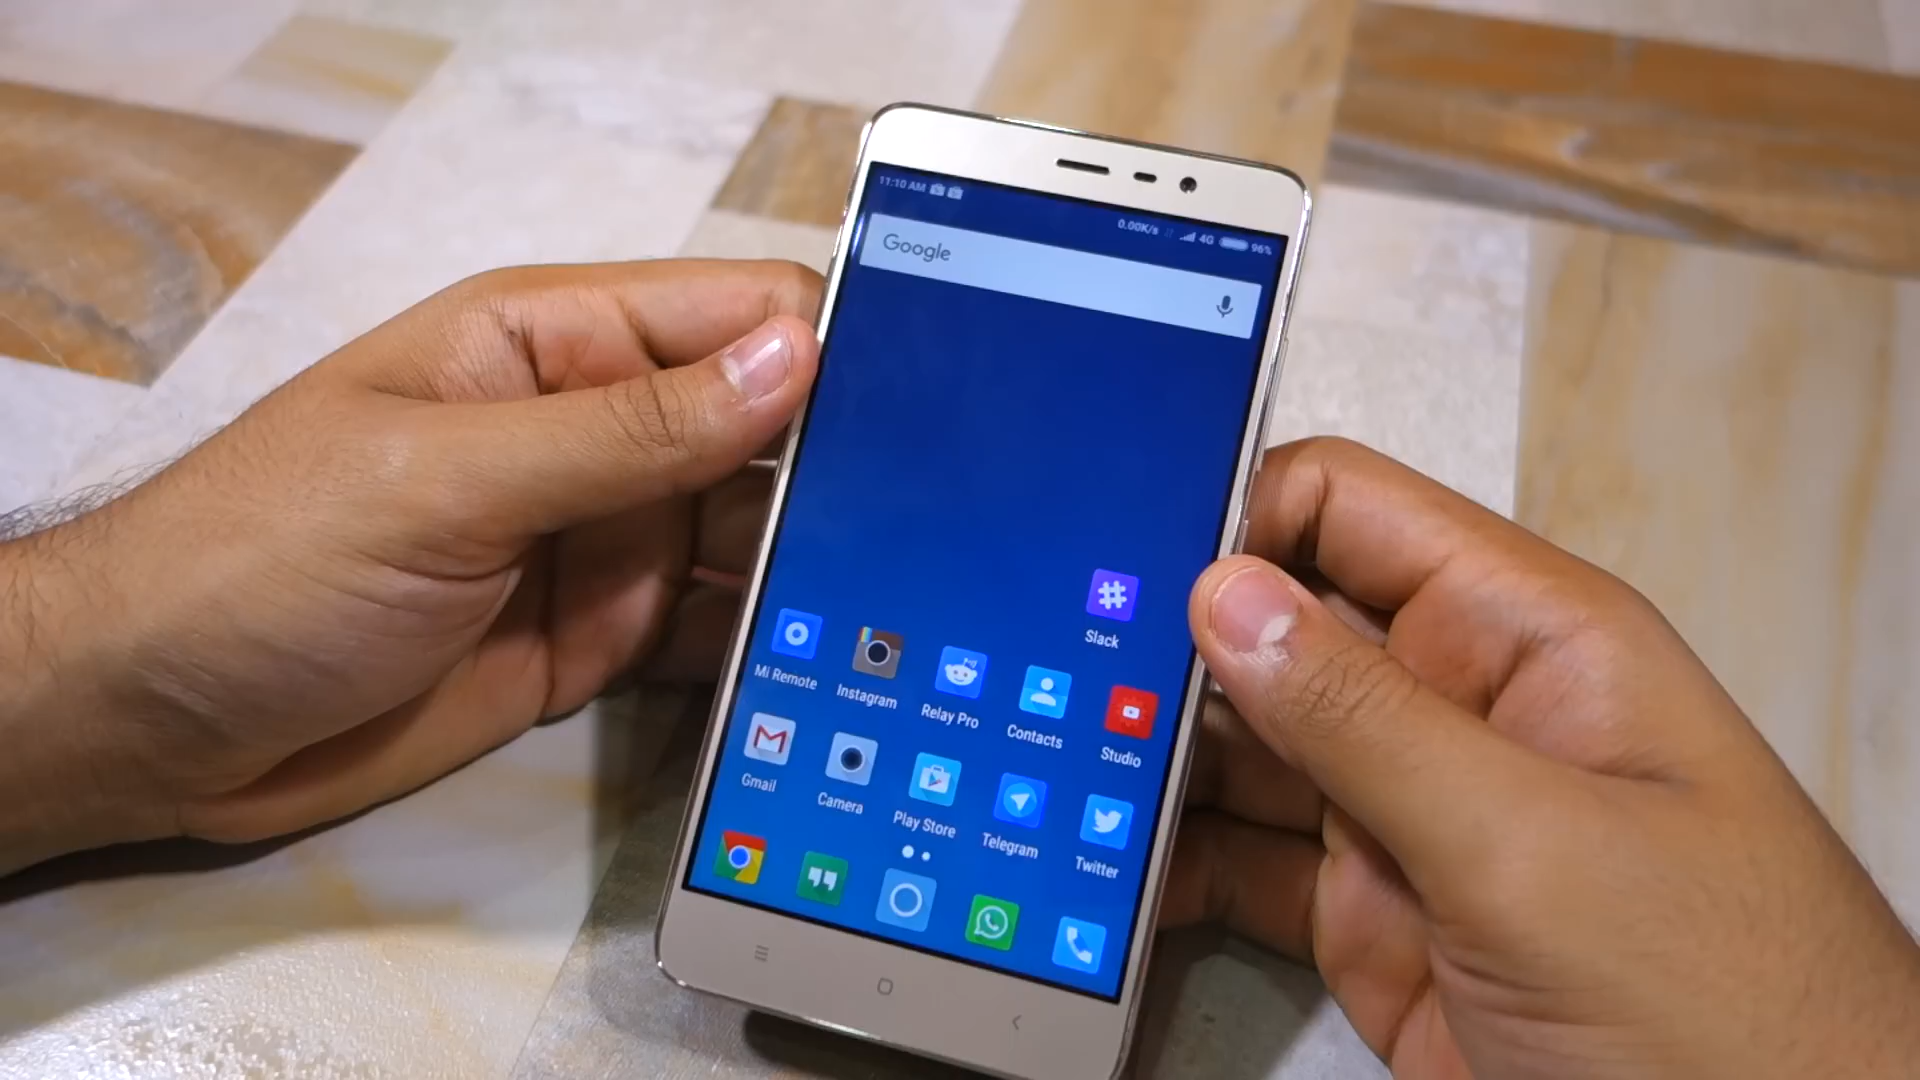 11:10 AM
0.00K/s 4G 96%
Google
Slack
Mi Remote
Instagram
Relay Pro
Contacts
Studio
Gmail
Camera
Play Store
Telegram
Twitter